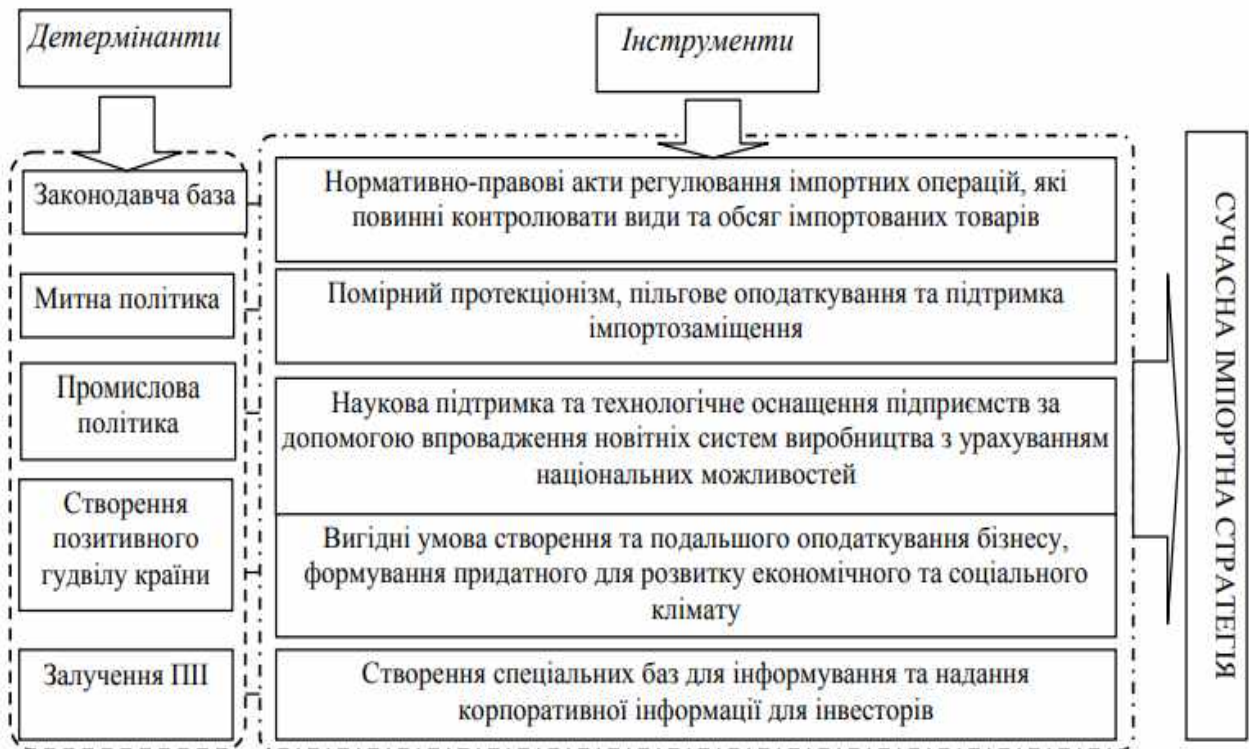 Детермінанти
Інструменти
Законодавча база
Нормативно-правові акти регулювання імпортних операцій, які
повинні контролювати види та обсяг імпортованих товарів
Митна політика
Помірний протекціонізм, пільгове оподаткування та підтримка
імпортозаміщення
Промислова
політика
Наукова підтримка та технологічне оснащення підприємств за
допомогою впровадження новітніх систем виробництва з урахуванням
національних можливостей
Створення
позитивного
гудвілу країни
Вигідні умова створення та подальшого оподаткування бізнесу,
формування придатного для розвитку економічного та соціального
клімату
Залучення ПІІ
Створення спеціальних баз для інформування та надання
корпоративної інформації для інвесторів
СУЧАСНА ІМПОРТНА СТРАТЕГІЯ